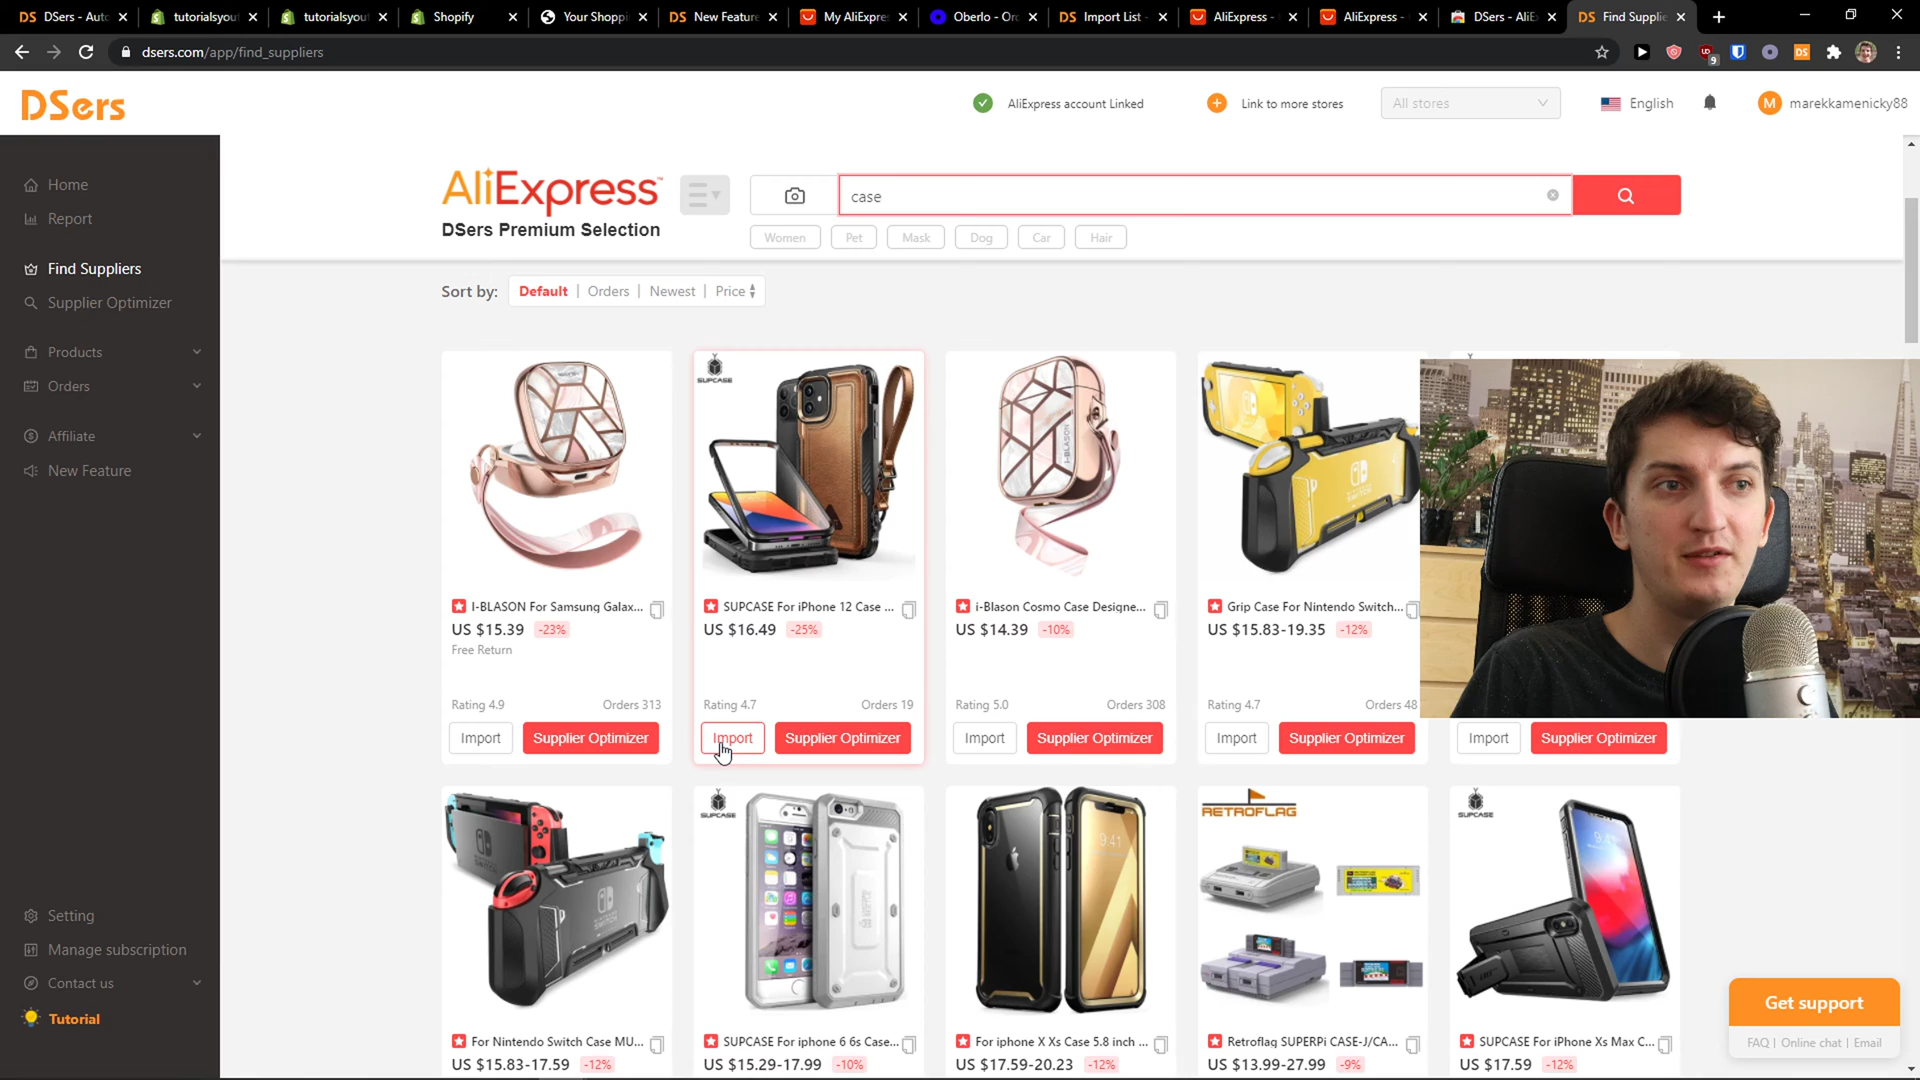 DS DSers - Aut
tutorialsyou
tutorialsyou
Shopify
Your Shoppi
DS New Feature
My AliExpre
Oberlo - Or
DS Import List -
AliExpress -
AliExpress -
DSers - AliE
DS Find Supplie
dsers.com/app/find_suppliers
DSers
AliExpress account Linked
Link to more stores
All stores
English
M marekkamenicky88
Home
Report
Find Suppliers
Supplier Optimizer
Products
Orders
Affiliate
New Feature
Setting
Manage subscription
Contact us
Tutorial
AliExpress
DSers Premium Selection
case
Women Pet Mask Dog Car Hair
Sort by: Default | Orders | Newest | Price
I-BLASON For Samsung Galax...
US $15.39 -23%
Free Return
Rating 4.9 Orders 313
Import Supplier Optimizer
SUPCASE
SUPCASE For iPhone 12 Case ...
US $16.49 -25%
Rating 4.7 Orders 19
Import Supplier Optimizer
I-BLASON
i-Blason Cosmo Case Designe...
US $14.39 -10%
Rating 5.0 Orders 308
Import Supplier Optimizer
Grip Case For Nintendo Switch...
US $15.83-19.35 -12%
Rating 4.7 Orders 48
Import Supplier Optimizer
Import Supplier Optimizer
For Nintendo Switch Case MU...
US $15.83-17.59 -12%
SUPCASE
SUPCASE For iphone 6 6s Case...
US $15.29-17.99 -10%
9:41
For iphone X Xs Case 5.8 inch ...
US $17.59-20.23 -12%
RETROFLAG
Retroflag SUPERPi CASE-J/CA...
US $13.99-27.99 -9%
SUPCASE
SUPCASE For iPhone Xs Max C...
US $17.59 -12%
Get support
FAQ | Online chat | Email